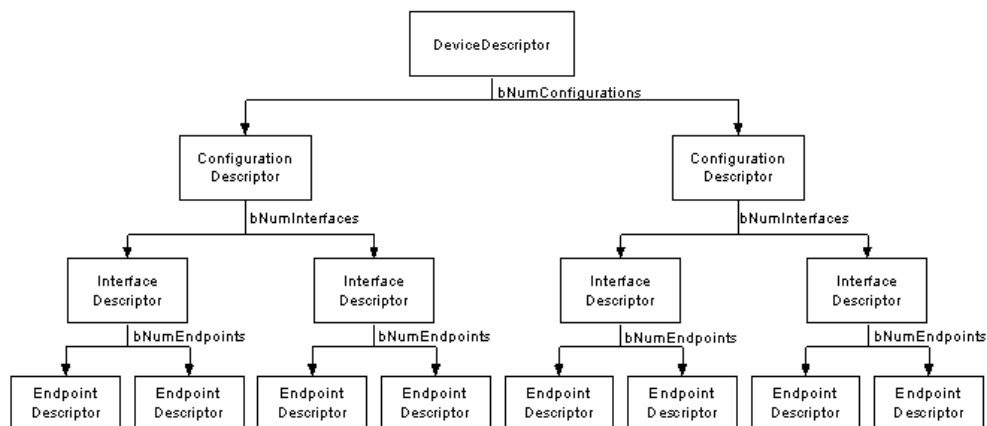 DeviceDescriptor
bNumConfigurations
Configuration
Descriptor
Configuration
Descriptor
bNumInterfaces
bNumInterfaces
Interface
Descriptor
Interface
Descriptor
Interface
Descriptor
Interface
Descriptor
bNumEndpoints
bNumEndpoints
bNumEndpoints
bNumEndpoints
Endpoint
Descriptor
Endpoint
Descriptor
Endpoint
Descriptor
Endpoint
Descriptor
Endpoint
Descriptor
Endpoint
Descriptor
Endpoint
Descriptor
Endpoint
Descriptor